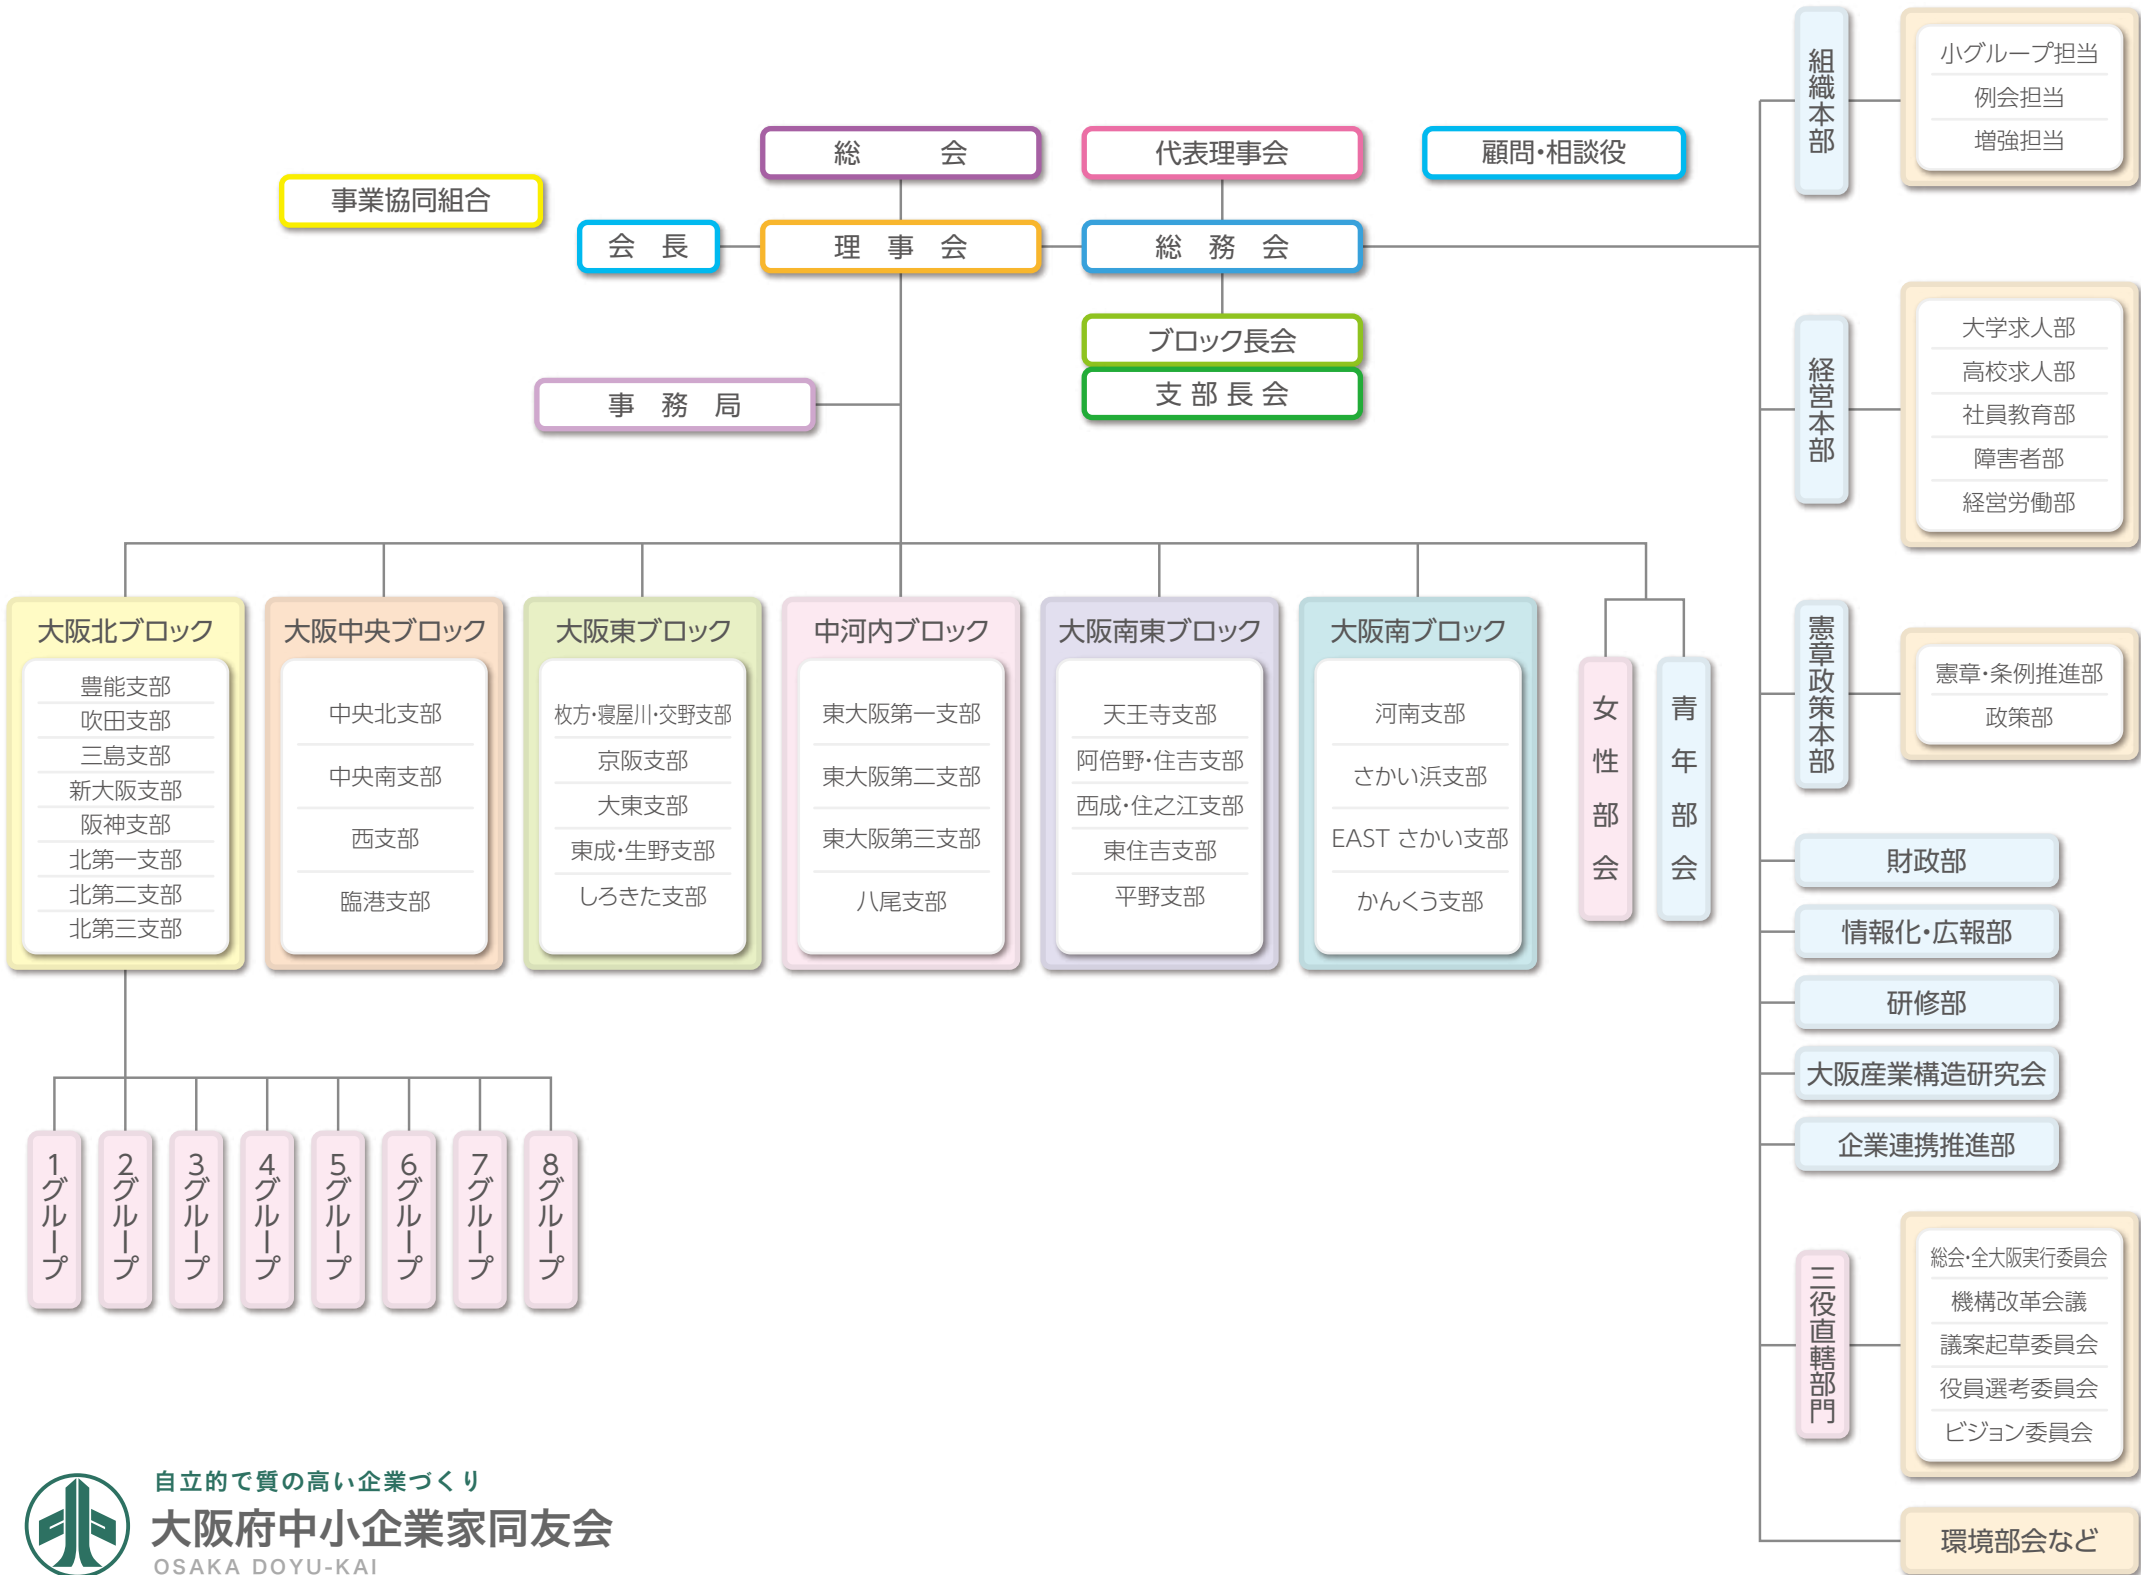 総　会
代表理事会
顧問・相談役
事業協同組合
会　長
理　事　会
総　務　会
ブロック長会
支部長会
事　務　局
大阪北ブロック
豊能支部
吹田支部
三島支部
新大阪支部
阪神支部
北第一支部
北第二支部
北第三支部
大阪中央ブロック
中央北支部
中央南支部
西支部
臨港支部
大阪東ブロック
枚方・寝屋川・交野支部
京阪支部
大東支部
東成・生野支部
しろきた支部
中河内ブロック
東大阪第一支部
東大阪第二支部
東大阪第三支部
八尾支部
大阪南東ブロック
天王寺支部
阿倍野・住吉支部
西成・住之江支部
東住吉支部
平野支部
大阪南ブロック
河南支部
さかい浜支部
EAST さかい支部
かんくう支部
女性部会
青年部会
1グループ
2グループ
3グループ
4グループ
5グループ
6グループ
7グループ
8グループ
組織本部
小グループ担当
例会担当
増強担当
経営本部
大学求人部
高校求人部
社員教育部
障害者部
経営労働部
憲章政策本部
憲章・条例推進部
政策部
財政部
情報化・広報部
研修部
大阪産業構造研究会
企業連携推進部
三役直轄部門
総会・全大阪実行委員会
機構改革会議
議案起草委員会
役員選考委員会
ビジョン委員会
環境部会など
自立的で質の高い企業づくり
大阪府中小企業家同友会
OSAKA DOYU-KAI